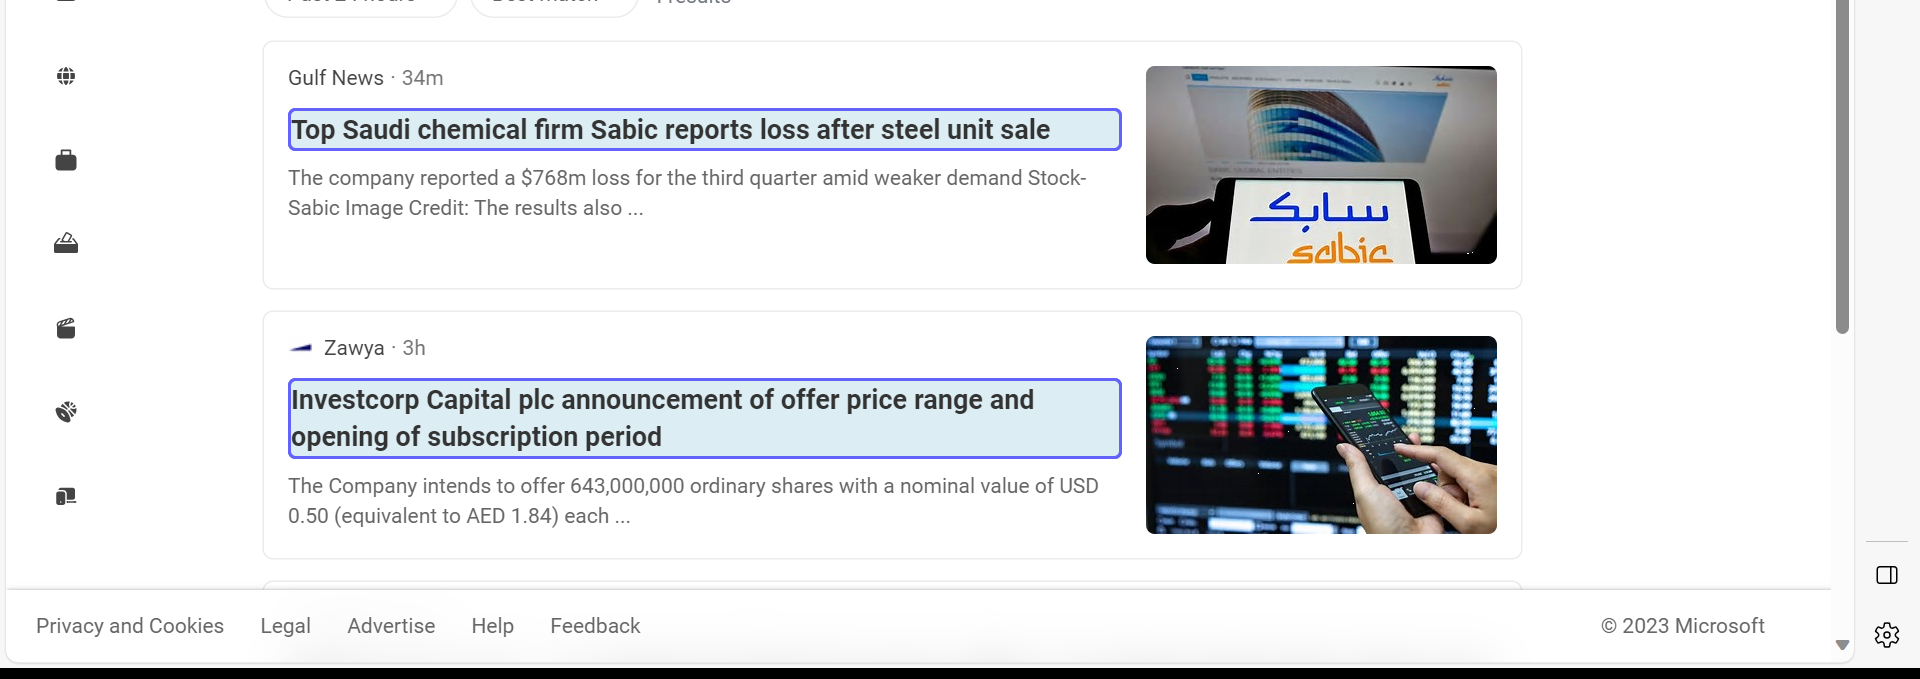 Gulf News · 34m
Top Saudi chemical firm Sabic reports loss after steel unit sale
The company reported a $768m loss for the third quarter amid weaker demand Stock-
Sabic Image Credit: The results also ...
سابك
sabic
Zawya · 3h
Investcorp Capital plc announcement of offer price range and
opening of subscription period
The Company intends to offer 643,000,000 ordinary shares with a nominal value of USD
0.50 (equivalent to AED 1.84) each ...
Privacy and Cookies Legal Advertise Help Feedback © 2023 Microsoft